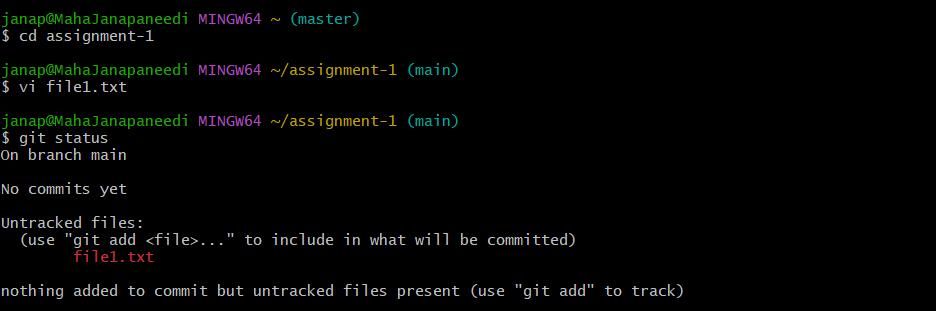 janap@MahaJanapaneedi MINGW64 ~ (master)
$ cd assignment-1
janap@MahaJanapaneedi MINGW64 ~/assignment-1 (main)
$ vi file1.txt
janap@MahaJanapaneedi MINGW64 ~/assignment-1 (main)
$ git status
On branch main
No commits yet
Untracked files:
  (use "git add <file>..." to include in what will be committed)
        file1.txt
nothing added to commit but untracked files present (use "git add" to track)